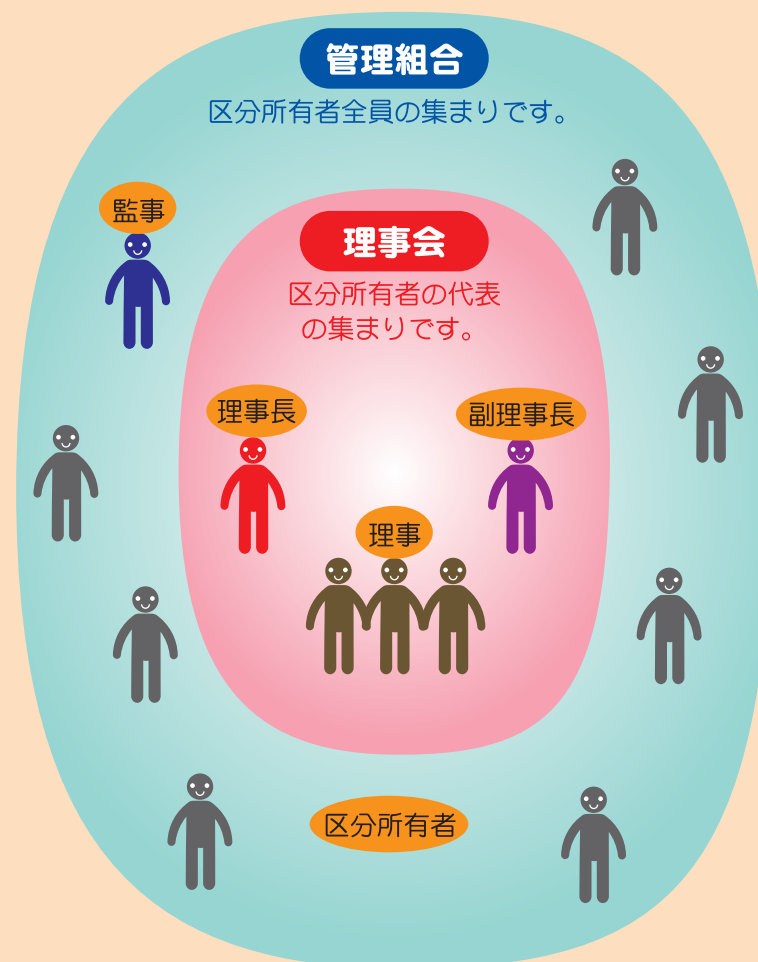 管理組合
区分所有者全員の集まりです。
監事
理事会
区分所有者の代表
の集まりです。
理事長
副理事長
理事
区分所有者